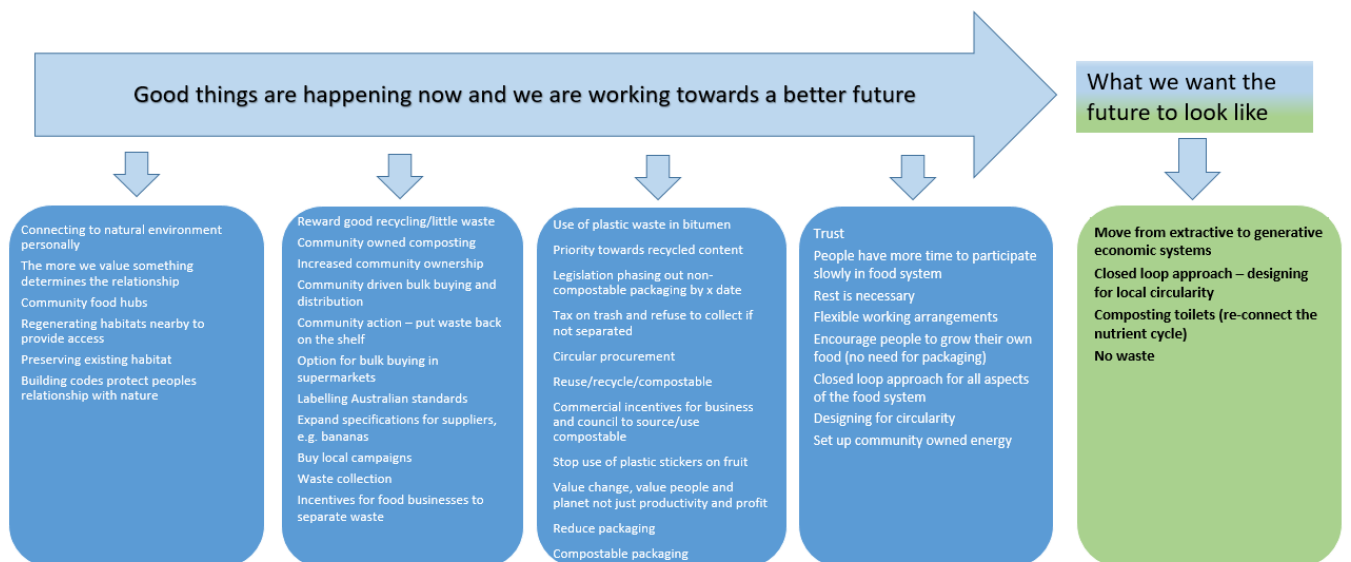 Good things are happening now and we are working towards a better future
What we want the
future to look like
Connecting to natural environment
personally
The more we value something
determines the relationship
Community food hubs
Regenerating habitats nearby to
provide access
Preserving existing habitat
Building codes protect peoples
relationship with nature
Reward good recycling/little waste
Community owned composting
Increased community ownership
Community driven bulk buying and
distribution
Community action – put waste back
on the shelf
Option for bulk buying in
supermarkets
Labelling Australian standards
Expand specifications for suppliers,
e.g. bananas
Buy local campaigns
Waste collection
Incentives for food businesses to
separate waste
Use of plastic waste in bitumen
Priority towards recycled content
Legislation phasing out non-
compostable packaging by x date
Tax on trash and refuse to collect if
not separated
Circular procurement
Reuse/recycle/compostable
Commercial incentives for business
and council to source/use
compostable
Stop use of plastic stickers on fruit
Value change, value people and
planet not just productivity and profit
Reduce packaging
Compostable packaging
Trust
People have more time to participate
slowly in food system
Rest is necessary
Flexible working arrangements
Encourage people to grow their own
food (no need for packaging)
Closed loop approach for all aspects
of the food system
Designing for circularity
Set up community owned energy
Move from extractive to generative
economic systems
Closed loop approach – designing
for local circularity
Composting toilets (re-connect the
nutrient cycle)
No waste